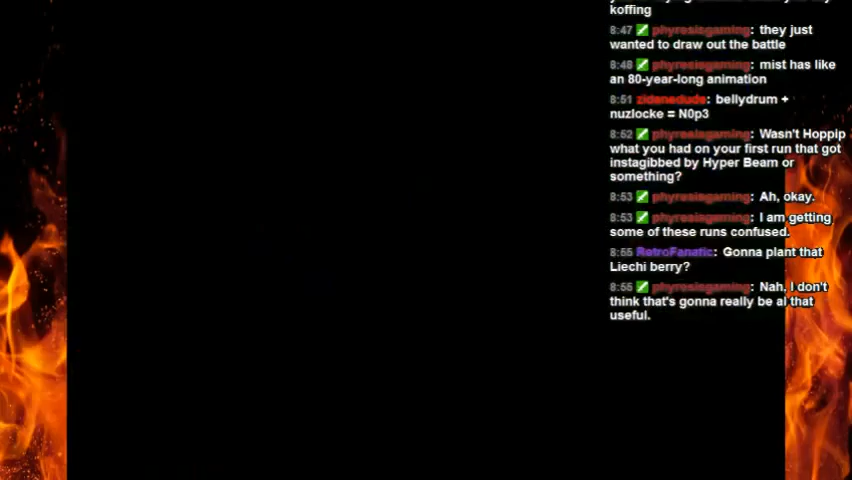 koffing
8:47 phyresisgaming: they just
wanted to draw out the battle
8:48 phyresisgaming: mist has like
an 80-year-long animation
8:51 zidanedude: bellydrum +
nuzlocke = N0p3
8:52 phyresisgaming: Wasn't Hoppip
what you had on your first run that got
instagibbed by Hyper Beam or
something?
8:53 phyresisgaming: Ah, okay.
8:53 phyresisgaming: I am getting
some of these runs confused.
8:55 RetroFanatic: Gonna plant that
Liechi berry?
8:55 phyresisgaming: Nah, I don't
think that's gonna really be al that
useful.